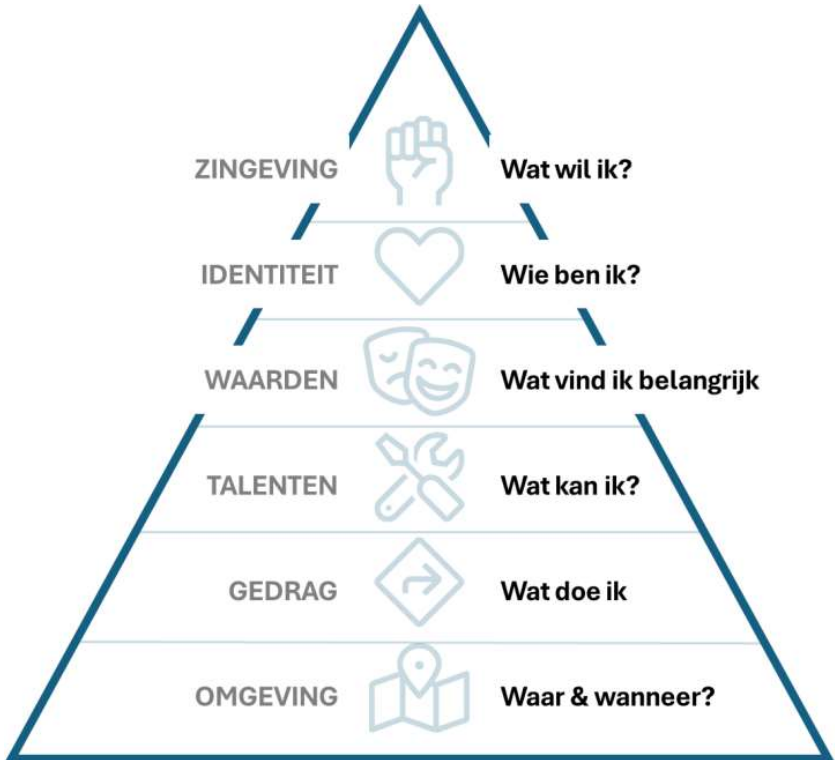 ZINGEVING Wat wil ik?
IDENTITEIT Wie ben ik?
WAARDEN Wat vind ik belangrijk
TALENTEN Wat kan ik?
GEDRAG Wat doe ik
OMGEVING Waar & wanneer?